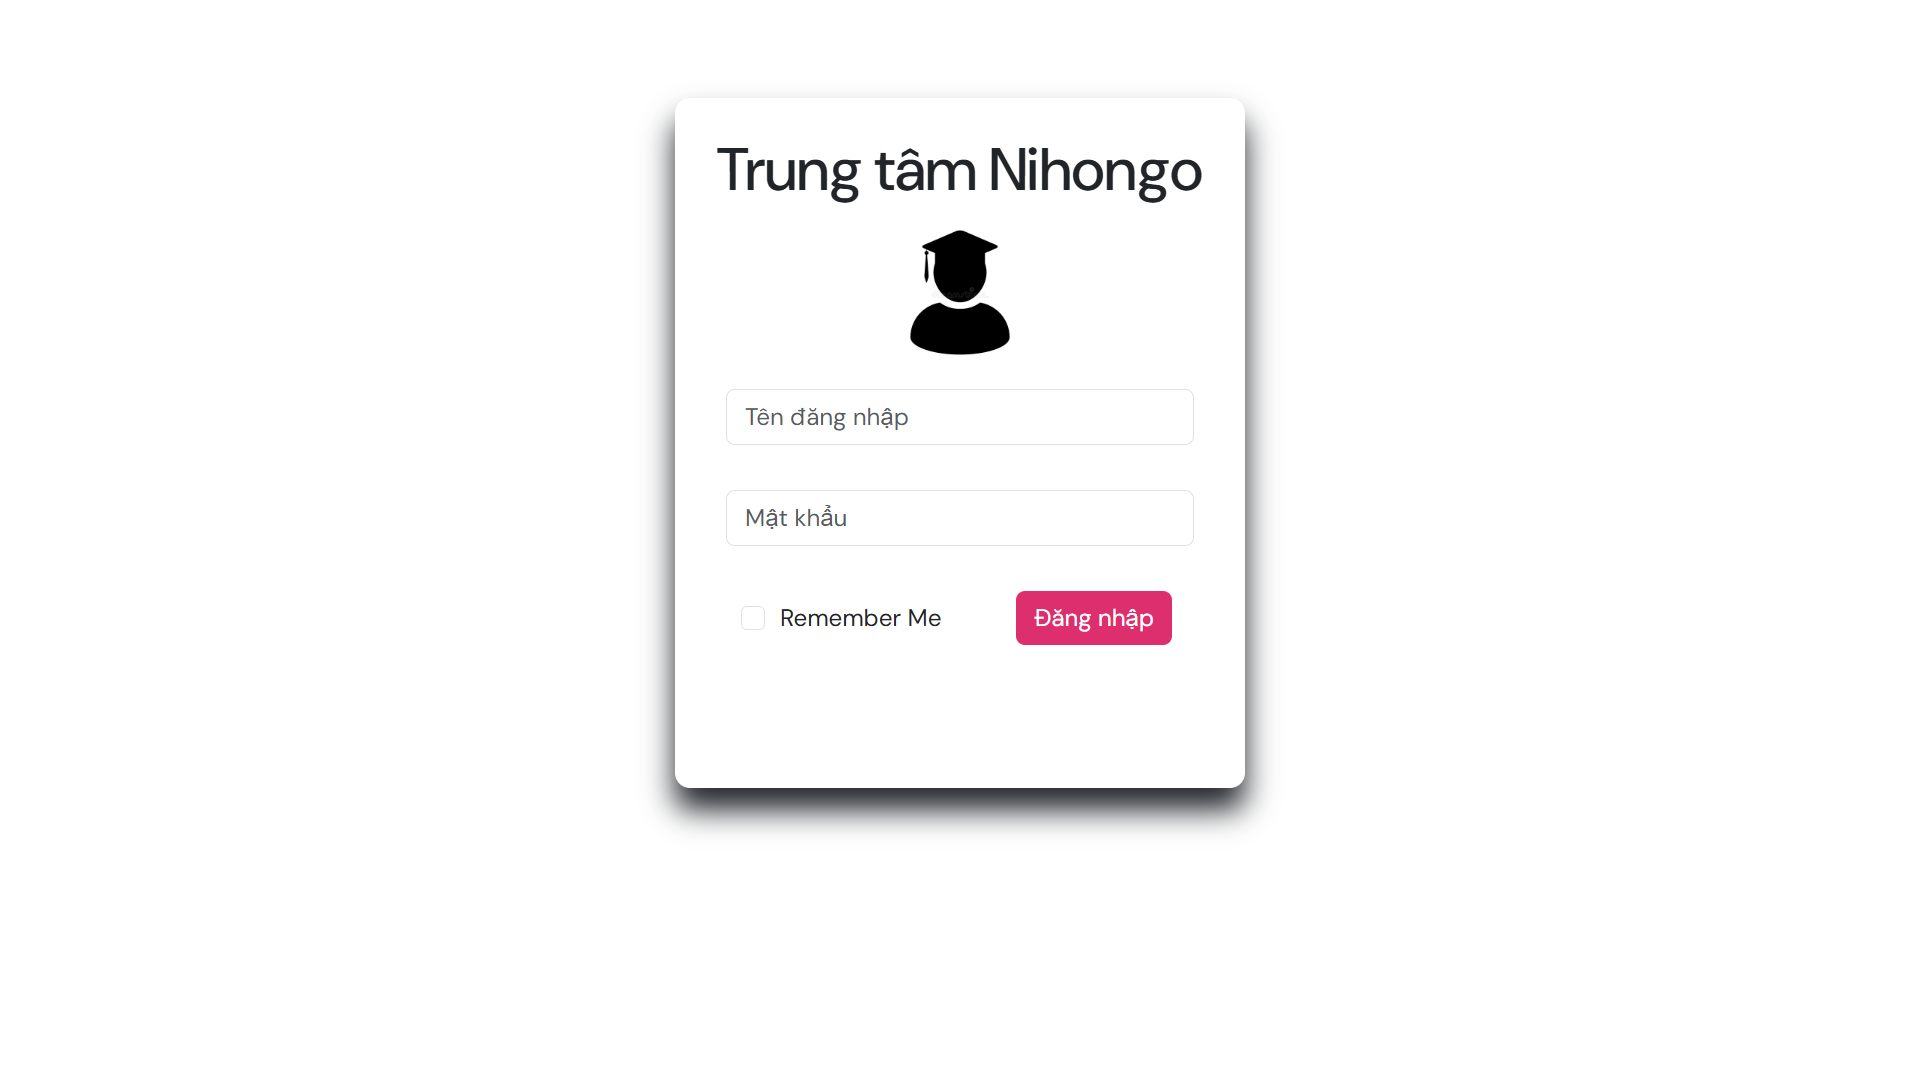 Trung tâm Nihongo
Tên đăng nhập
Mật khẩu
Remember Me
Đăng nhập